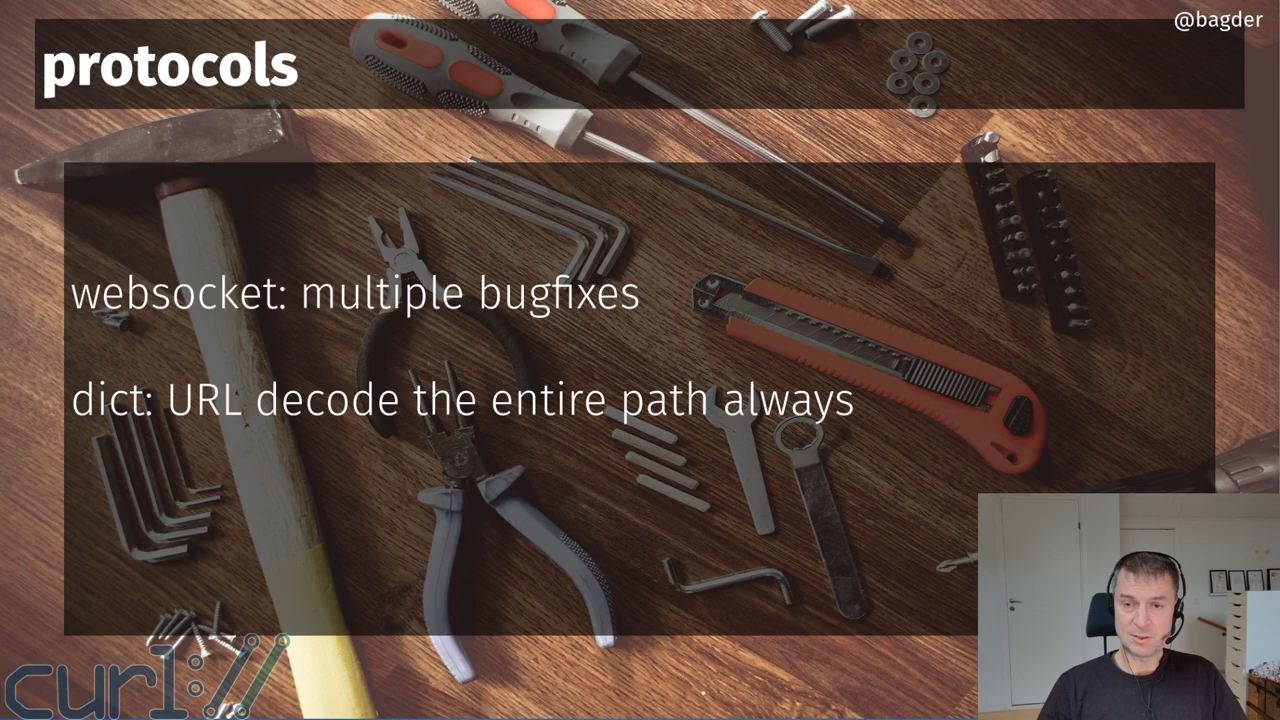 @bagder
protocols
websocket: multiple bugfixes
dict: URL decode the entire path always
curl://